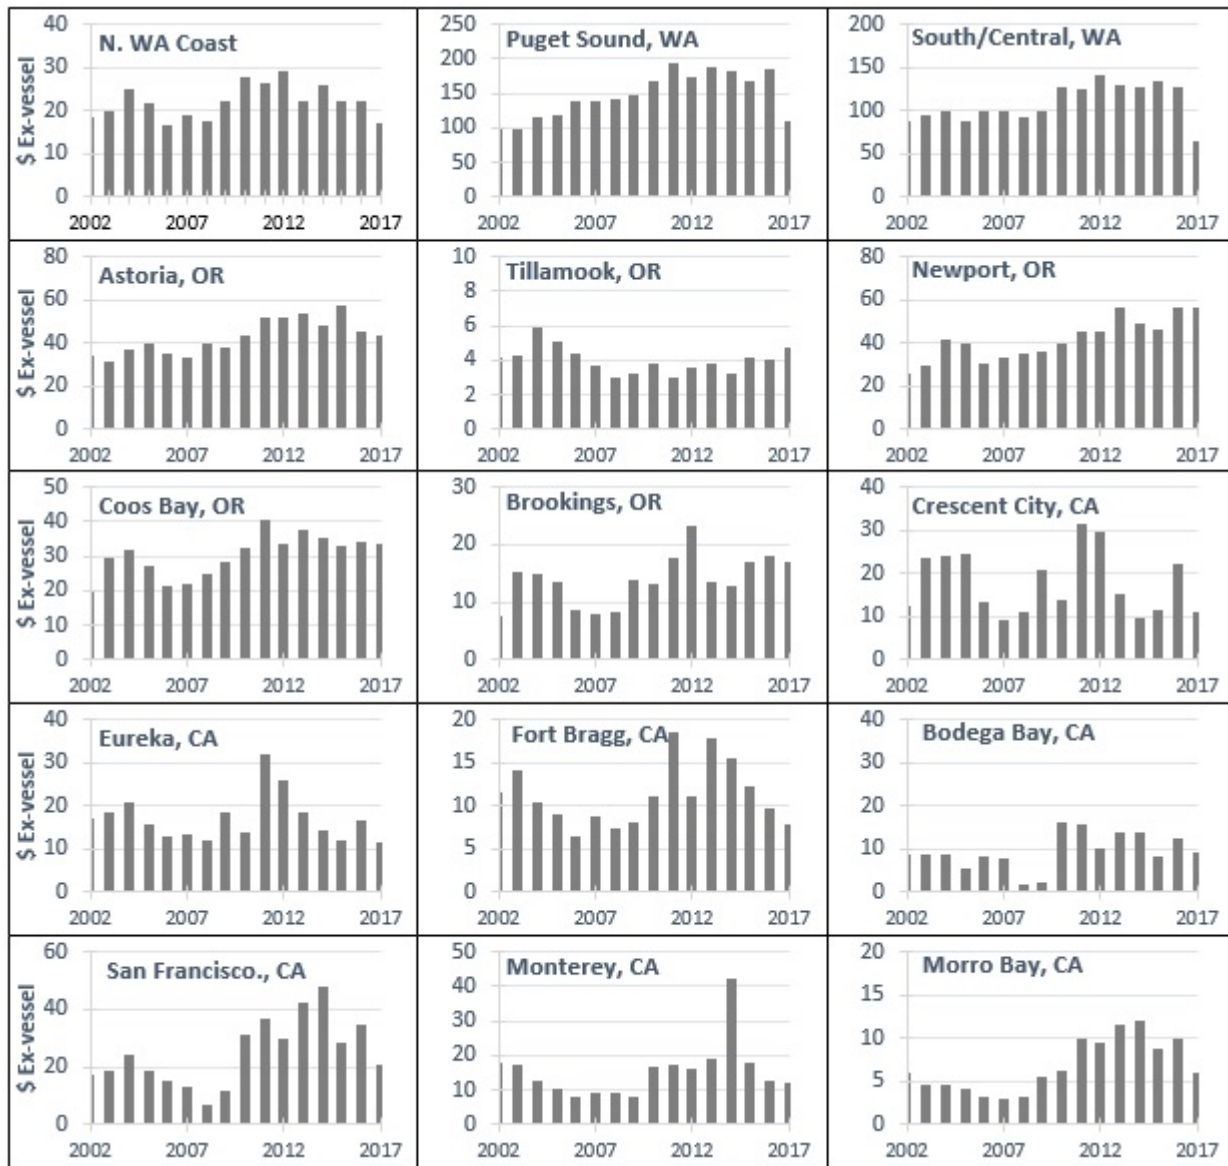 N. WA Coast
$ Ex-vessel
40
30
20
10
0
2002 2007 2012 2017
Puget Sound, WA
250
200
150
100
50
0
2002 2007 2012 2017
South/Central, WA
200
150
100
50
0
2002 2007 2012 2017
Astoria, OR
$ Ex-vessel
80
60
40
20
0
2002 2007 2012 2017
Tillamook, OR
10
8
6
4
2
0
2002 2007 2012 2017
Newport, OR
80
60
40
20
0
2002 2007 2012 2017
Coos Bay, OR
$ Ex-vessel
50
40
30
20
10
0
2002 2007 2012 2017
Brookings, OR
30
20
10
0
2002 2007 2012 2017
Crescent City, CA
40
30
20
10
0
2002 2007 2012 2017
Eureka, CA
$ Ex-vessel
40
30
20
10
0
2002 2007 2012 2017
Fort Bragg, CA
20
15
10
5
0
2002 2007 2012 2017
Bodega Bay, CA
40
30
20
10
0
2002 2007 2012 2017
San Francisco., CA
$ Ex-vessel
60
40
20
0
2002 2007 2012 2017
Monterey, CA
50
40
30
20
10
0
2002 2007 2012 2017
Morro Bay, CA
20
15
10
5
0
2002 2007 2012 2017